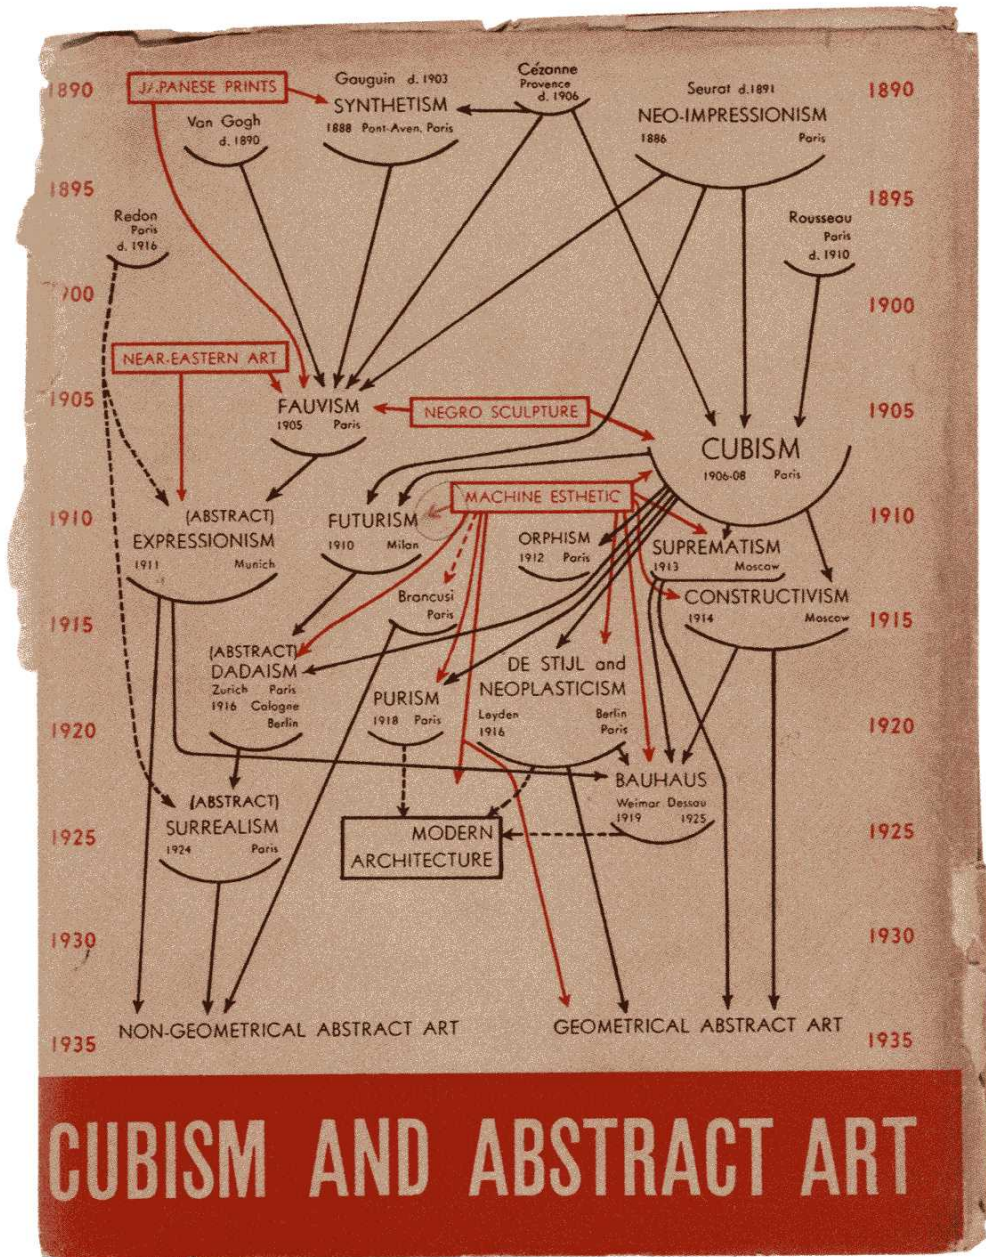 1890
JAPANESE PRINTS
Gauguin d. 1903
SYNTHETISM
1888 Pont-Aven, Paris
Cézanne
Provence
d. 1906
Seurat d.1891
NEO-IMPRESSIONISM
1886 Paris
1890
Van Gogh
d. 1890
1895
1895
Redon
Paris
d. 1916
Rousseau
Paris
d. 1910
1900
1900
NEAR-EASTERN ART
1905
FAUVISM
1905 Paris
NEGRO SCULPTURE
1905
CUBISM
1906-08 Paris
MACHINE ESTHETIC
1910
(ABSTRACT)
EXPRESSIONISM
1911 Munich
FUTURISM
1910 Milan
ORPHISM
1912 Paris
SUPREMATISM
1913 Moscow
1910
Brancusi
Paris
CONSTRUCTIVISM
1914 Moscow
1915
1915
(ABSTRACT)
DADAISM
Zurich Paris
1916 Cologne
Berlin
PURISM
1918 Paris
DE STIJL and
NEOPLASTICISM
Leyden Berlin
1916 Paris
1920
1920
BAUHAUS
Weimar Dessau
1919 1925
(ABSTRACT)
SURREALISM
1924 Paris
MODERN
ARCHITECTURE
1925
1925
1930
1930
NON-GEOMETRICAL ABSTRACT ART
GEOMETRICAL ABSTRACT ART
1935
1935
CUBISM AND ABSTRACT ART